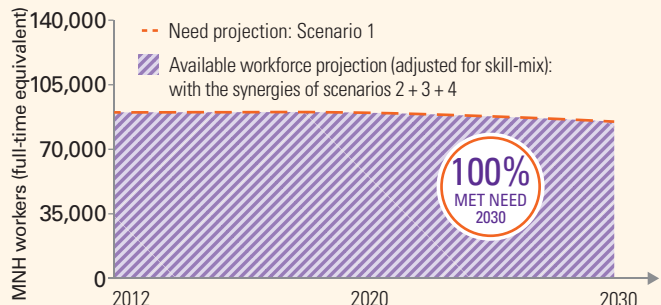 MNH workers (full-time equivalent)
140,000
105,000
70,000
35,000
0
Need projection: Scenario 1
Available workforce projection (adjusted for skill-mix):
with the synergies of scenarios 2 + 3 + 4
100%
MET NEED
2030
2012
2020
2030